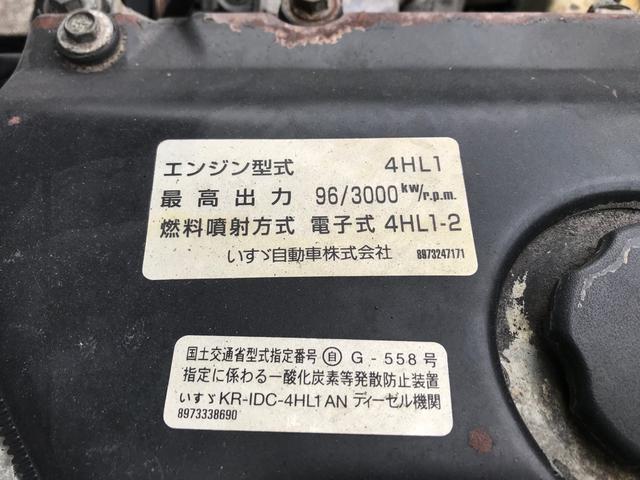 エンジン型式 4HL1
最高出力 96/3000 kw/r.p.m.
燃料噴射方式 電子式 4HL1-2
いすゞ自動車株式会社 8973247171
国土交通省型式指定番号 ㊀ G-558号
指定に係わる一酸化炭素等発散防止装置
いすゞKR-IDC-4HL1AN ディーゼル機関
8973338690